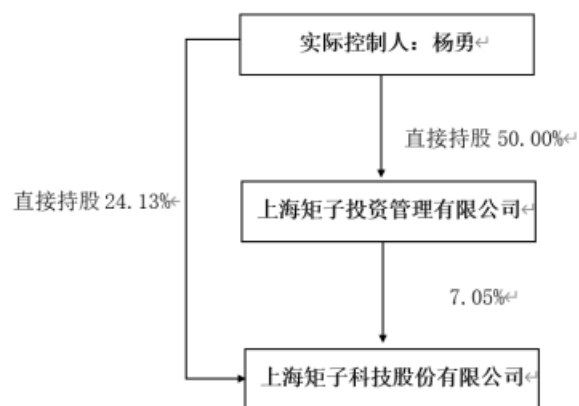 实际控制人：杨勇
直接持股 50.00%
直接持股 24.13%
上海矩子投资管理有限公司
7.05%
上海矩子科技股份有限公司